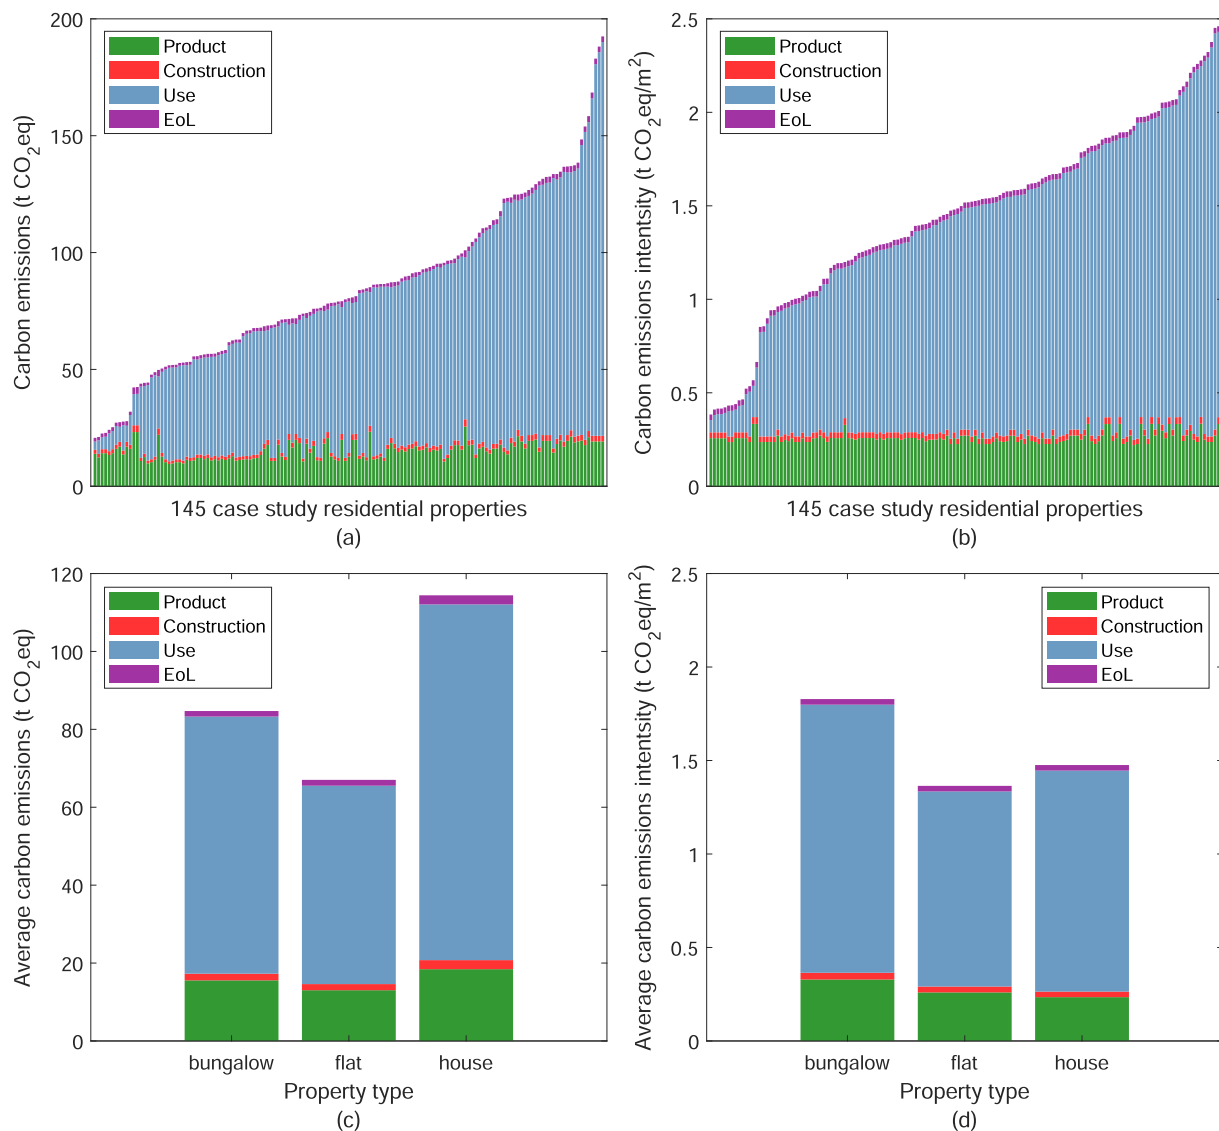 Carbon emissions (t CO₂eq)
200
150
100
50
0
Product
Construction
Use
EoL
145 case study residential properties
(a)
Carbon emissions intentsity (t CO₂eq/m²)
2.5
2
1.5
1
0.5
0
Product
Construction
Use
EoL
145 case study residential properties
(b)
Average carbon emissions (t CO₂eq)
120
100
80
60
40
20
0
Product
Construction
Use
EoL
bungalow
flat
house
Property type
(c)
Average carbon emissions intentsity (t CO₂eq/m²)
2.5
2
1.5
1
0.5
0
Product
Construction
Use
EoL
bungalow
flat
house
Property type
(d)